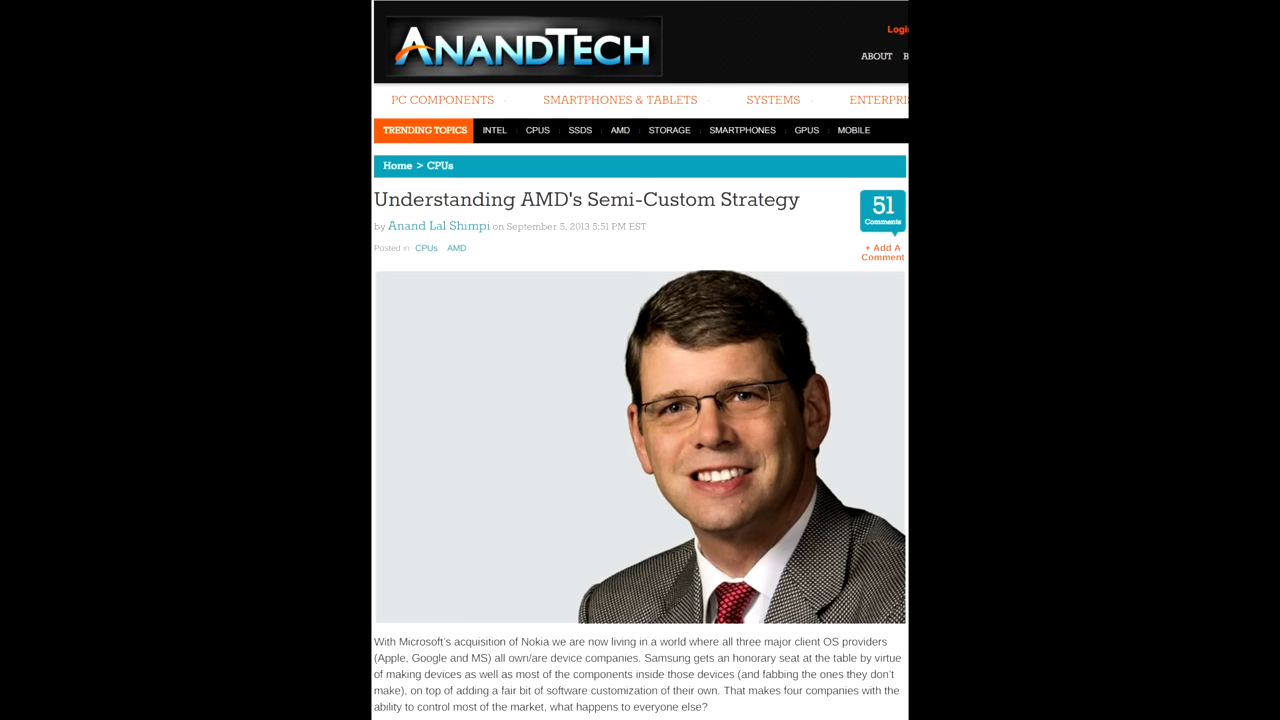 ANANDTECH
ABOUT
PC COMPONENTS SMARTPHONES & TABLETS SYSTEMS
TRENDING TOPICS INTEL CPUS SSDS AMD STORAGE SMARTPHONES GPUS MOBILE
Home > CPUs
Understanding AMD's Semi-Custom Strategy
51
Comments
by Anand Lal Shimpi on September 5, 2013 5:51 PM EST
Posted in CPUs AMD
+ Add A
Comment
With Microsoft's acquisition of Nokia we are now living in a world where all three major client OS providers
(Apple, Google and MS) all own/are device companies. Samsung gets an honorary seat at the table by virtue
of making devices as well as most of the components inside those devices (and fabbing the ones they don't
make), on top of adding a fair bit of software customization of their own. That makes four companies with the
ability to control most of the market, what happens to everyone else?